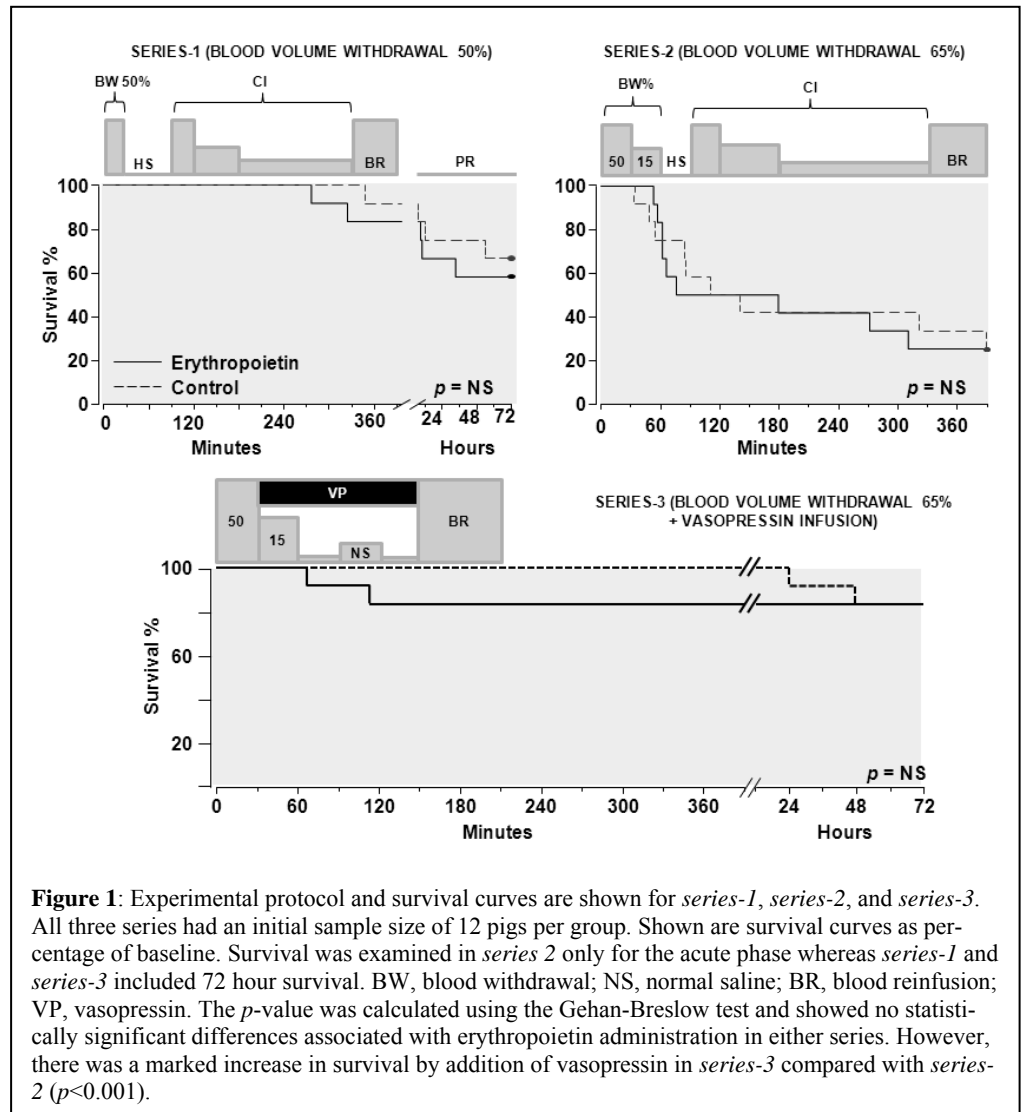 SERIES-1 (BLOOD VOLUME WITHDRAWAL 50%)
BW 50%
CI
HS
BR
PR
100
80
60
40
20
0
Survival %
Erythropoietin
Control
p = NS
0 120 240 360 24 48 72
Minutes Hours
SERIES-2 (BLOOD VOLUME WITHDRAWAL 65%)
BW%
CI
50 15 HS
BR
100
80
60
40
20
0
p = NS
0 60 120 180 240 300 360
Minutes
VP
50
15
NS
BR
SERIES-3 (BLOOD VOLUME WITHDRAWAL 65%
+ VASOPRESSIN INFUSION)
100
60
20
Survival %
p = NS
0 60 120 180 240 300 360 24 48 72
Minutes Hours
Figure 1: Experimental protocol and survival curves are shown for series-1, series-2, and series-3.
All three series had an initial sample size of 12 pigs per group. Shown are survival curves as per-
centage of baseline. Survival was examined in series 2 only for the acute phase whereas series-1 and
series-3 included 72 hour survival. BW, blood withdrawal; NS, normal saline; BR, blood reinfusion;
VP, vasopressin. The p-value was calculated using the Gehan-Breslow test and showed no statisti-
cally significant differences associated with erythropoietin administration in either series. However,
there was a marked increase in survival by addition of vasopressin in series-3 compared with series-
2 (p<0.001).